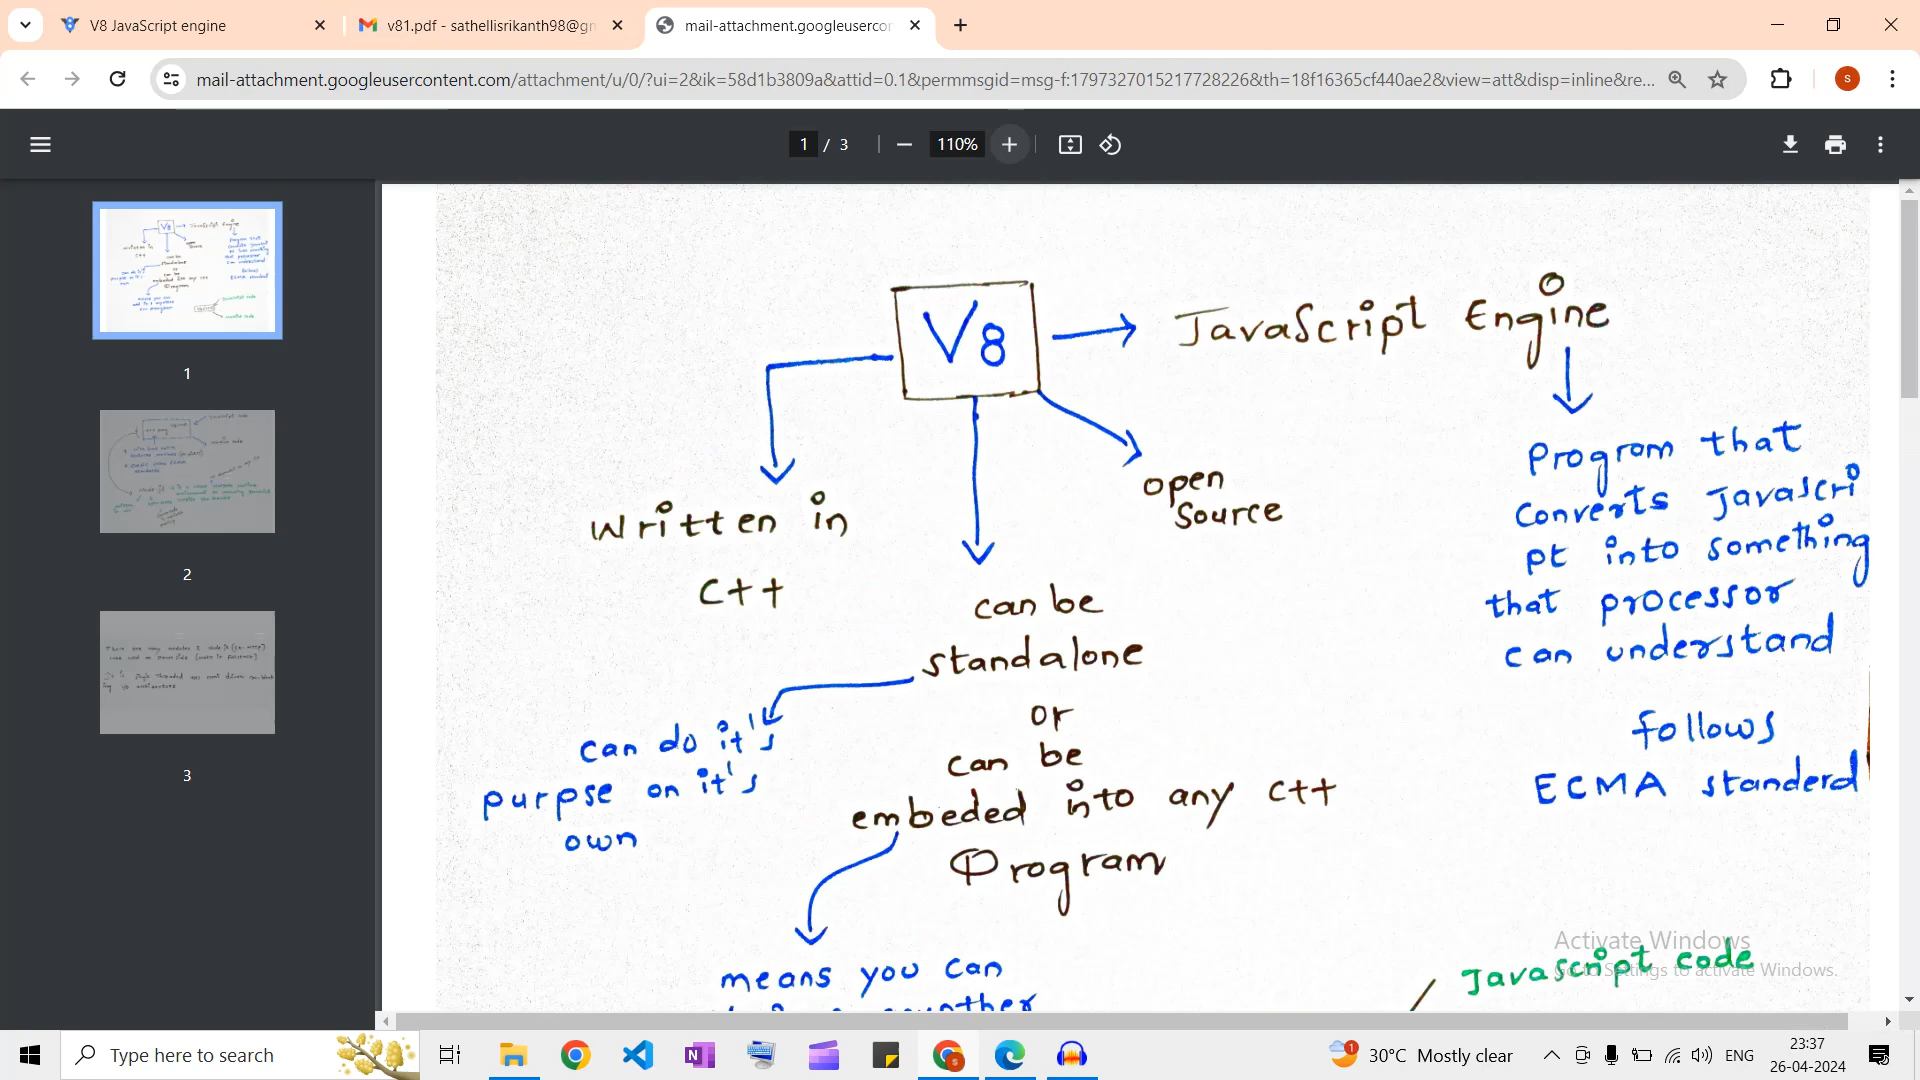 V8 JavaScript engine
v81.pdf - sathellisrikanth98@gm
mail-attachment.googleusercon
mail-attachment.googleusercontent.com/attachment/u/0/?ui=2&ik=58d1b3809a&attid=0.1&permmsgid=msg-f:1797327015217728226&th=18f16365cf440ae2&view=att&disp=inline&re...
S
1 / 3
110%
1
2
3
V8
JavaScript Engine
Written in
C++
open
Source
Program that
converts javascri
pt into something
that processor
can understand
follows
ECMA standerd
can be
standalone
or
can be
embeded into any C++
Program
can do it's
purpse on it's
own
means you can
Javascript code
Activate Windows
Go to Settings to activate Windows.
Type here to search
1
30°C Mostly clear
ENG
23:37
26-04-2024